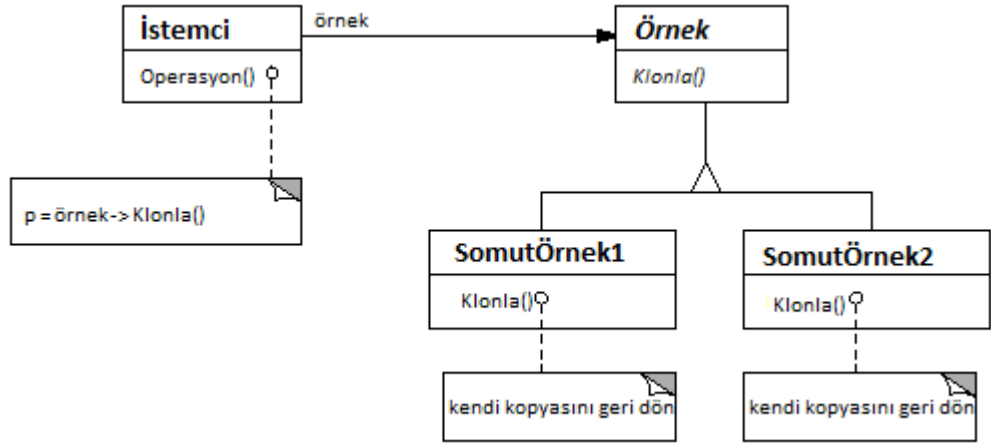 İstemci
Operasyon()
örnek
Örnek
Klonla()
p = örnek-> Klonla()
SomutÖrnek1
Klonla()
SomutÖrnek2
Klonla()
kendi kopyasını geri dön
kendi kopyasını geri dön